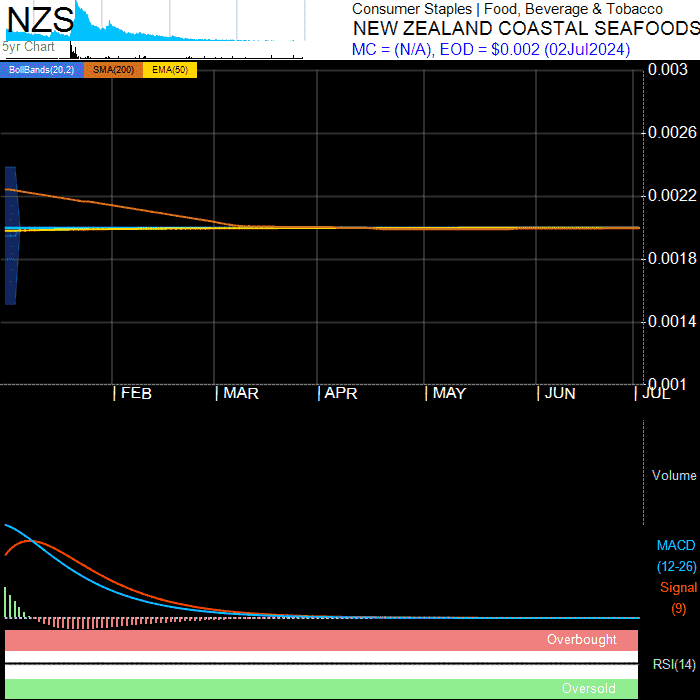 NZS
5yr Chart
Consumer Staples | Food, Beverage & Tobacco
NEW ZEALAND COASTAL SEAFOODS
MC = (N/A), EOD = $0.002 (02Jul2024)
BollBands(20,2) SMA(200) EMA(50)
0.003
0.0026
0.0022
0.0018
0.0014
0.001
FEB MAR APR MAY JUN JUL
Volume
MACD
(12-26)
Signal
(9)
Overbought
RSI(14)
Oversold